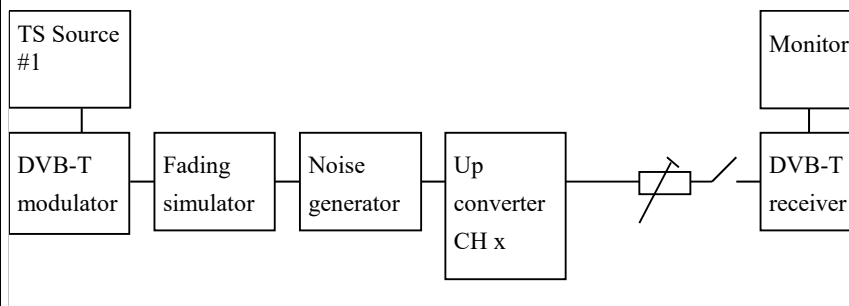 TS Source
#1
Monitor
DVB-T
modulator
Fading
simulator
Noise
generator
Up
converter
CH x
DVB-T
receiver